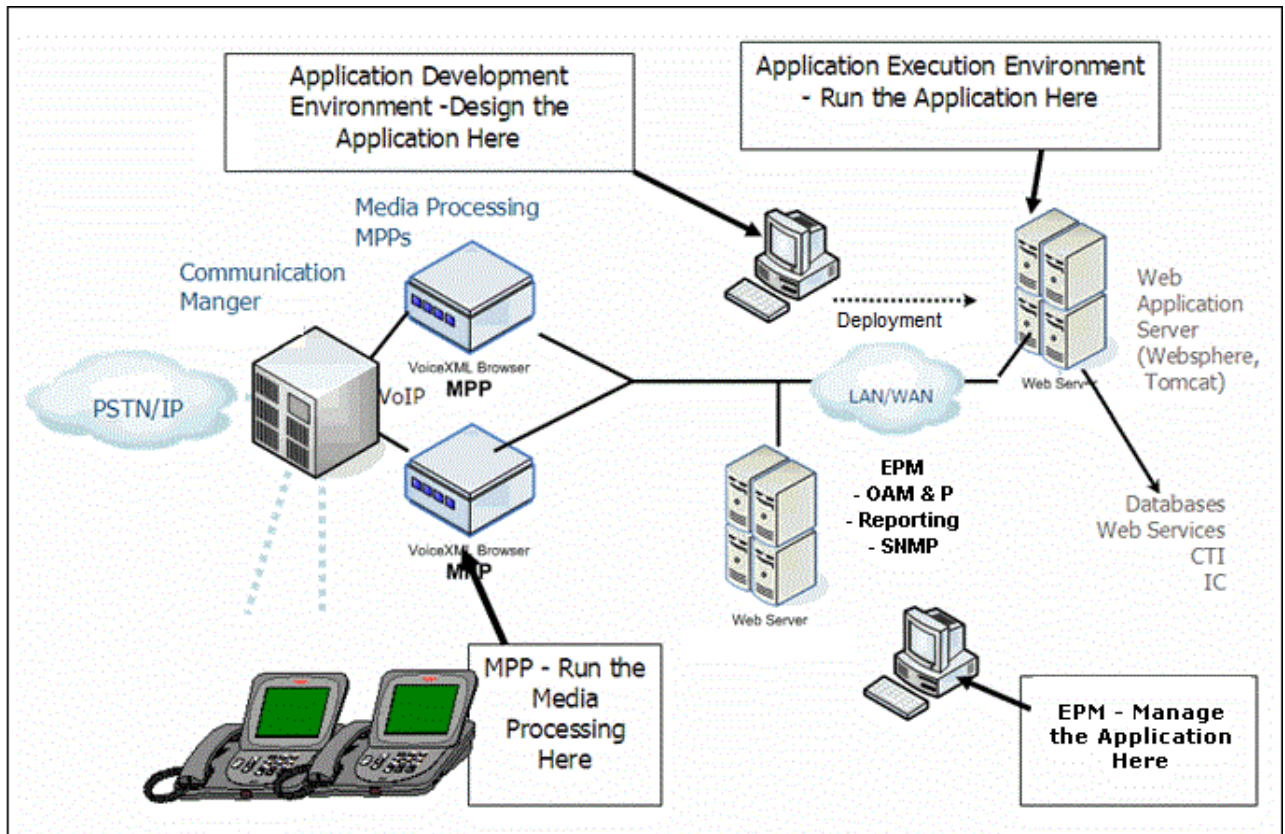 Application Development
Environment -Design the
Application Here
Application Execution Environment
- Run the Application Here
Media Processing
MPPs
Communication
Manger
PSTN/IP
VoIP
VoiceXML Browser
MPP
VoiceXML Browser
MPP
Deployment
LAN/WAN
Web Server
Web
Application
Server
(Websphere,
Tomcat)
EPM
- OAM & P
- Reporting
- SNMP
Web Server
Databases
Web Services
CTI
IC
MPP - Run the
Media
Processing
Here
EPM - Manage
the Application
Here